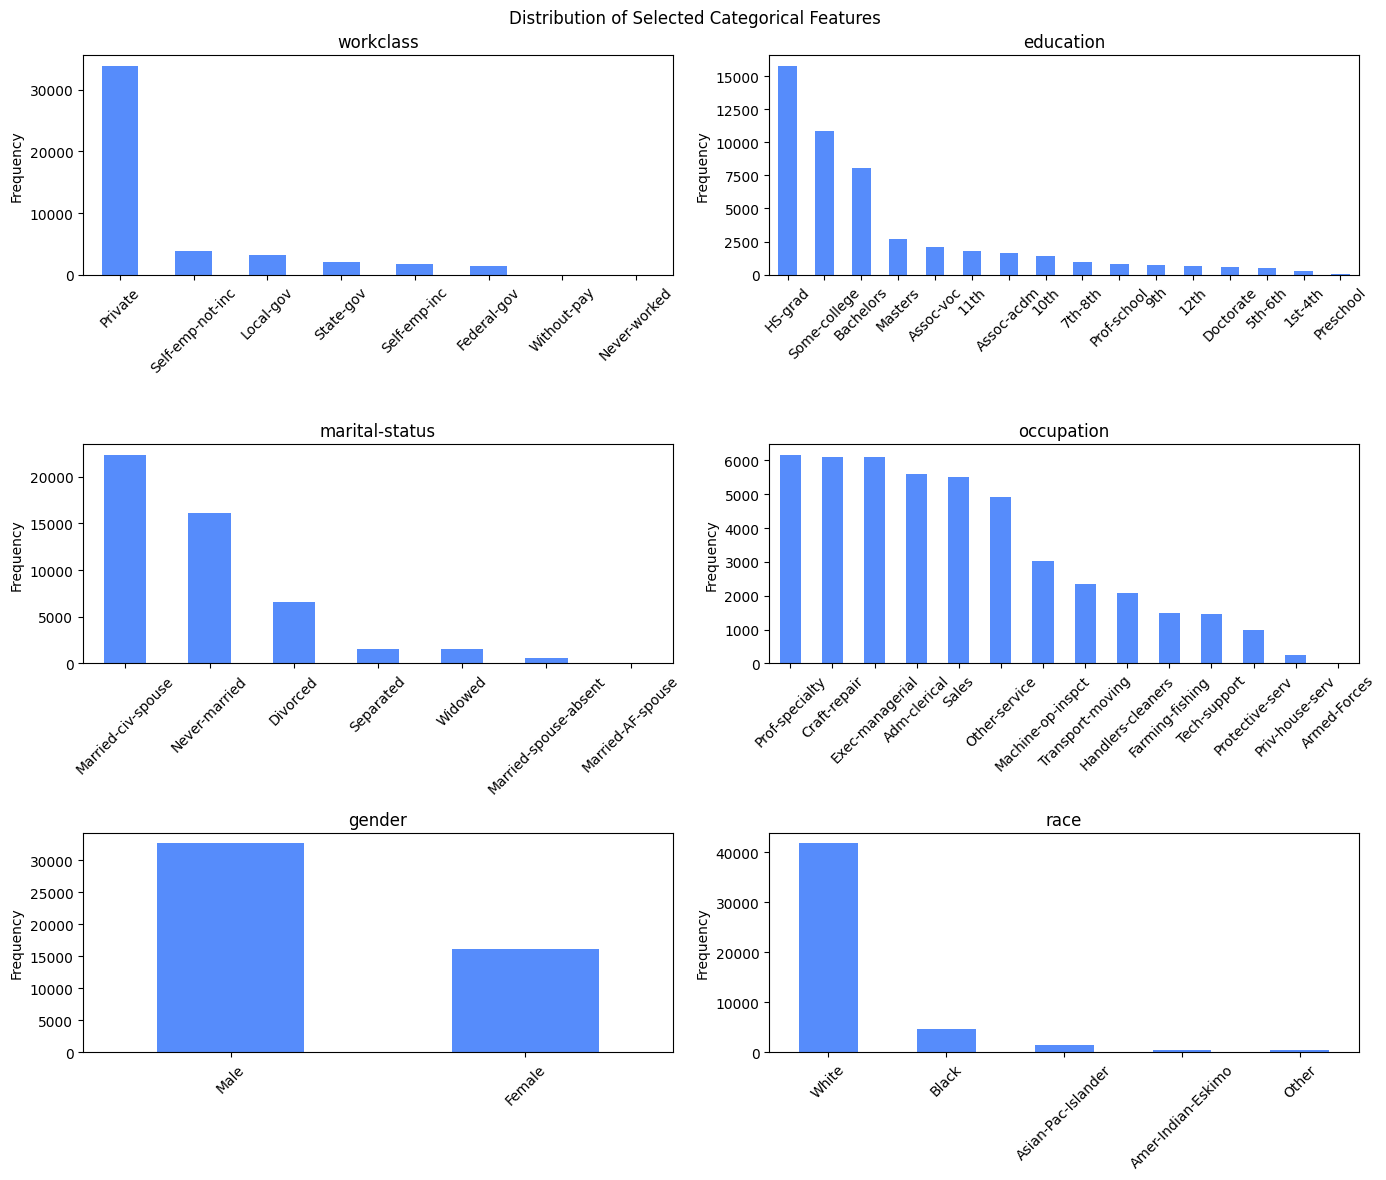 Distribution of Selected Categorical Features
workclass
Frequency
30000
20000
10000
0
Private
Self-emp-not-inc
Local-gov
State-gov
Self-emp-inc
Federal-gov
Without-pay
Never-worked
education
Frequency
15000
12500
10000
7500
5000
2500
0
HS-grad
Some-college
Bachelors
Masters
Assoc-voc
11th
Assoc-acdm
10th
7th-8th
Prof-school
9th
12th
Doctorate
5th-6th
1st-4th
Preschool
marital-status
Frequency
20000
15000
10000
5000
0
Married-civ-spouse
Never-married
Divorced
Separated
Widowed
Married-spouse-absent
Married-AF-spouse
occupation
Frequency
6000
5000
4000
3000
2000
1000
0
Prof-specialty
Craft-repair
Exec-managerial
Adm-clerical
Sales
Other-service
Machine-op-inspct
Transport-moving
Handlers-cleaners
Farming-fishing
Tech-support
Protective-serv
Priv-house-serv
Armed-Forces
gender
Frequency
30000
25000
20000
15000
10000
5000
0
Male
Female
race
Frequency
40000
30000
20000
10000
0
White
Black
Asian-Pac-Islander
Amer-Indian-Eskimo
Other